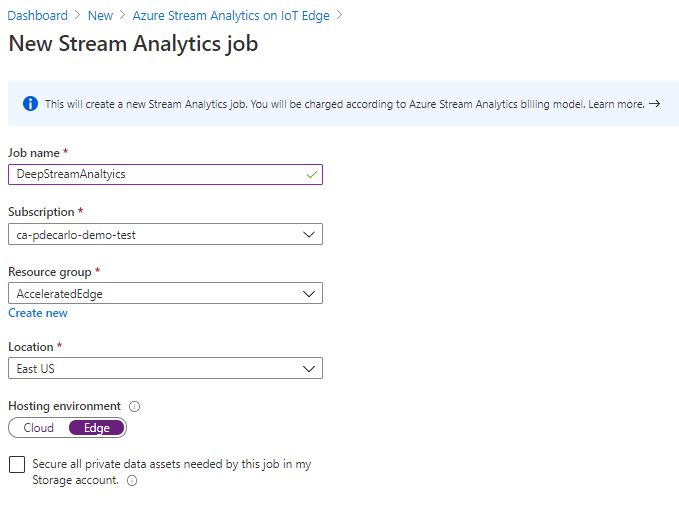 Dashboard > New > Azure Stream Analytics on IoT Edge >
New Stream Analytics job
This will create a new Stream Analytics job. You will be charged according to Azure Stream Analytics billing model. Learn more. →
Job name *
DeepStreamAnaltyics
Subscription *
ca-pdecarlo-demo-test
Resource group *
AcceleratedEdge
Create new
Location *
East US
Hosting environment
Cloud Edge
Secure all private data assets needed by this job in my
Storage account.